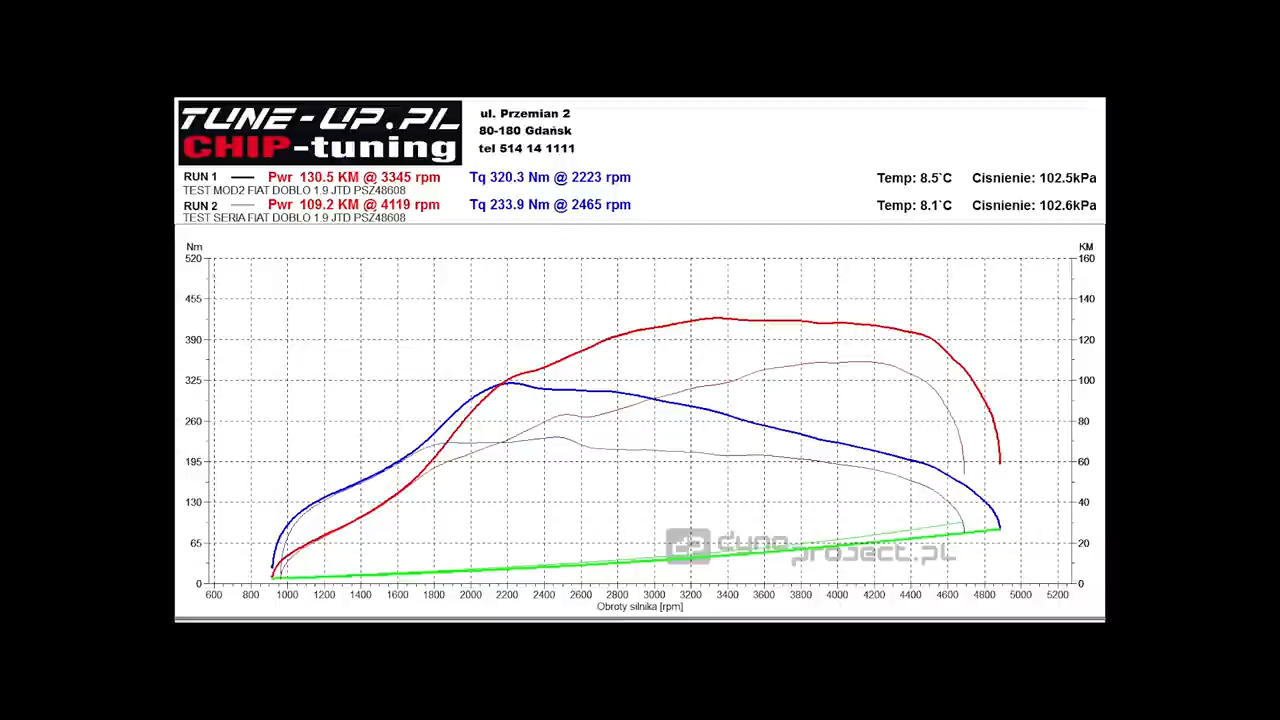 TUNE-UP.PL
CHIP-tuning
ul. Przemian 2
80-180 Gdańsk
tel 514 14 1111
RUN 1 Pwr 130.5 KM @ 3345 rpm Tq 320.3 Nm @ 2223 rpm Temp: 8.5`C Cisnienie: 102.5kPa
TEST MOD2 FIAT DOBLO 1.9 JTD PSZ48608
RUN 2 Pwr 109.2 KM @ 4119 rpm Tq 233.9 Nm @ 2465 rpm Temp: 8.1`C Cisnienie: 102.6kPa
TEST SERIA FIAT DOBLO 1.9 JTD PSZ48608
Nm KM
520 160
455 140
390 120
325 100
260 80
195 60
130 40
65 20
0 0
dyno
project.pl
600 800 1000 1200 1400 1600 1800 2000 2200 2400 2600 2800 3000 3200 3400 3600 3800 4000 4200 4400 4600 4800 5000 5200
Obroty silnika [rpm]